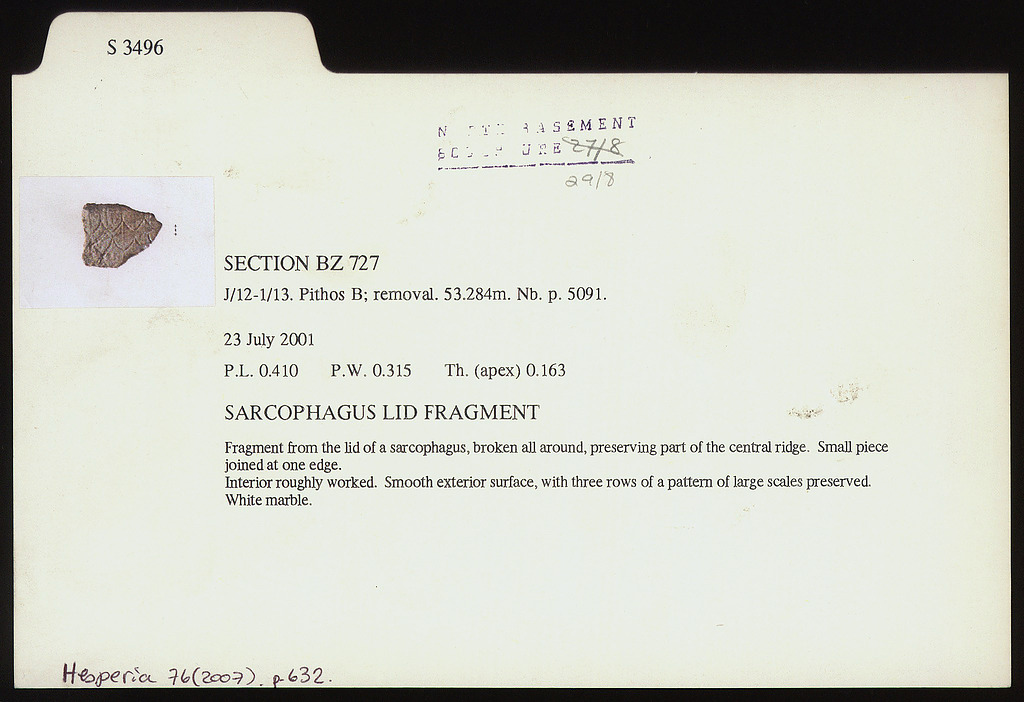 S 3496
BASEMENT
27/8
29/8
SECTION BZ 727
J/12-1/13. Pithos B; removal. 53.284m. Nb. p. 5091.
23 July 2001
P.L. 0.410 P.W. 0.315 Th. (apex) 0.163
SARCOPHAGUS LID FRAGMENT
Fragment from the lid of a sarcophagus, broken all around, preserving part of the central ridge. Small piece
joined at one edge.
Interior roughly worked. Smooth exterior surface, with three rows of a pattern of large scales preserved.
White marble.
Hesperia 76(2007). p 632.